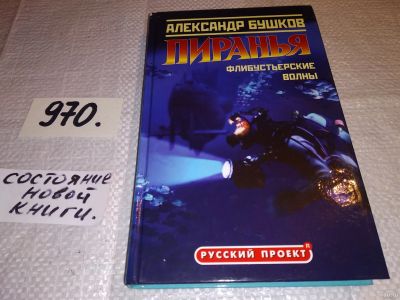 АЛЕКСАНДР БУШКОВ
ПИРАНЬЯ
ФЛИБУСТЬЕРСКИЕ
ВОЛНЫ
970.
состояние
новой
книги.
РУССКИЙ ПРОЕКТ